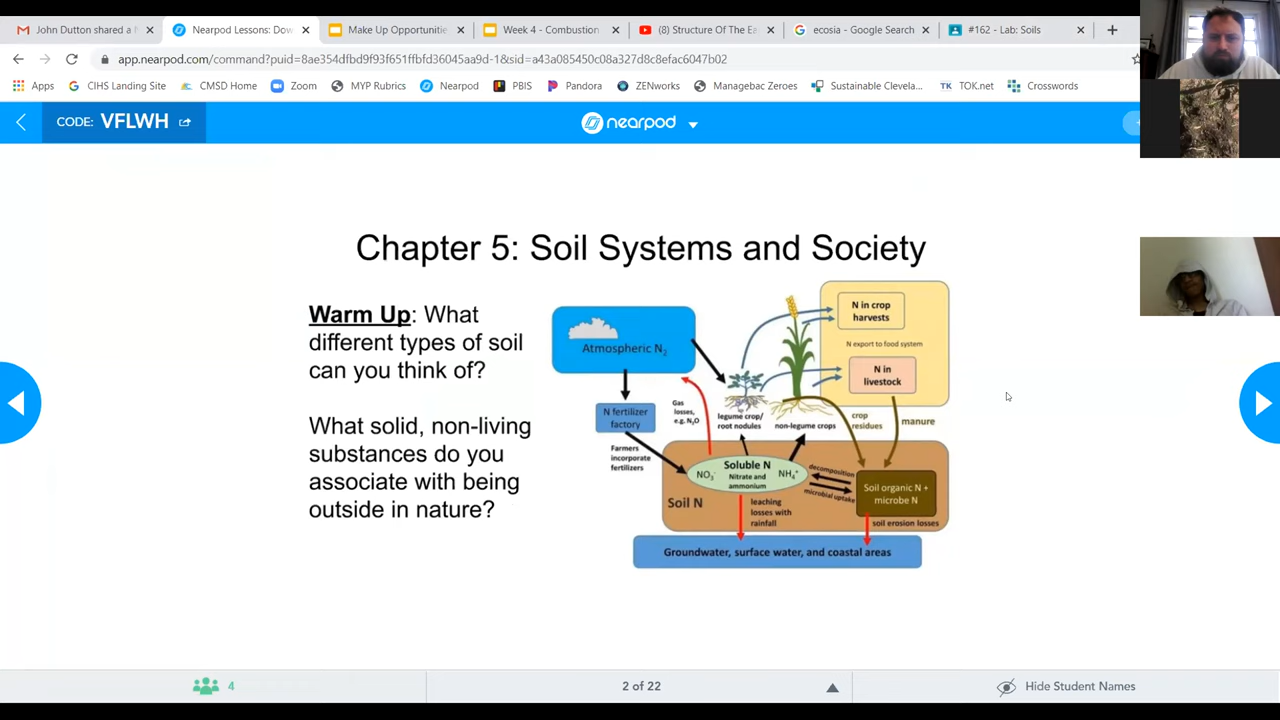 John Dutton shared a f
Nearpod Lessons: Dow
Make Up Opportunities
Week 4 - Combustion
(8) Structure Of The Ea
ecosia - Google Search
#162 - Lab: Soils
app.nearpod.com/command?puid=8ae354dfbd9f93f651ffbfd36045aa9d-1&sid=a43a085450c08a327d8c8efac6047b02
Apps
CIHS Landing Site
CMSD Home
Zoom
MYP Rubrics
Nearpod
PBIS
Pandora
ZENworks
Managebac Zeroes
Sustainable Clevela...
TK TOK.net
Crosswords
CODE: VFLWH
nearpod
Chapter 5: Soil Systems and Society
Warm Up: What
different types of soil
can you think of?
What solid, non-living
substances do you
associate with being
outside in nature?
Atmospheric N2
N fertilizer
factory
Farmers
incorporate
fertilizers
Gas
losses,
e.g. N2O
legume crop/
root nodules
non-legume crops
N in crop
harvests
N export to food system
N in
livestock
crop
residues
manure
Soluble N
NO3-
Nitrate and
ammonium
NH4+
decomposition
microbial uptake
Soil organic N +
microbe N
Soil N
leaching
losses with
rainfall
soil erosion losses
Groundwater, surface water, and coastal areas
4
2 of 22
Hide Student Names